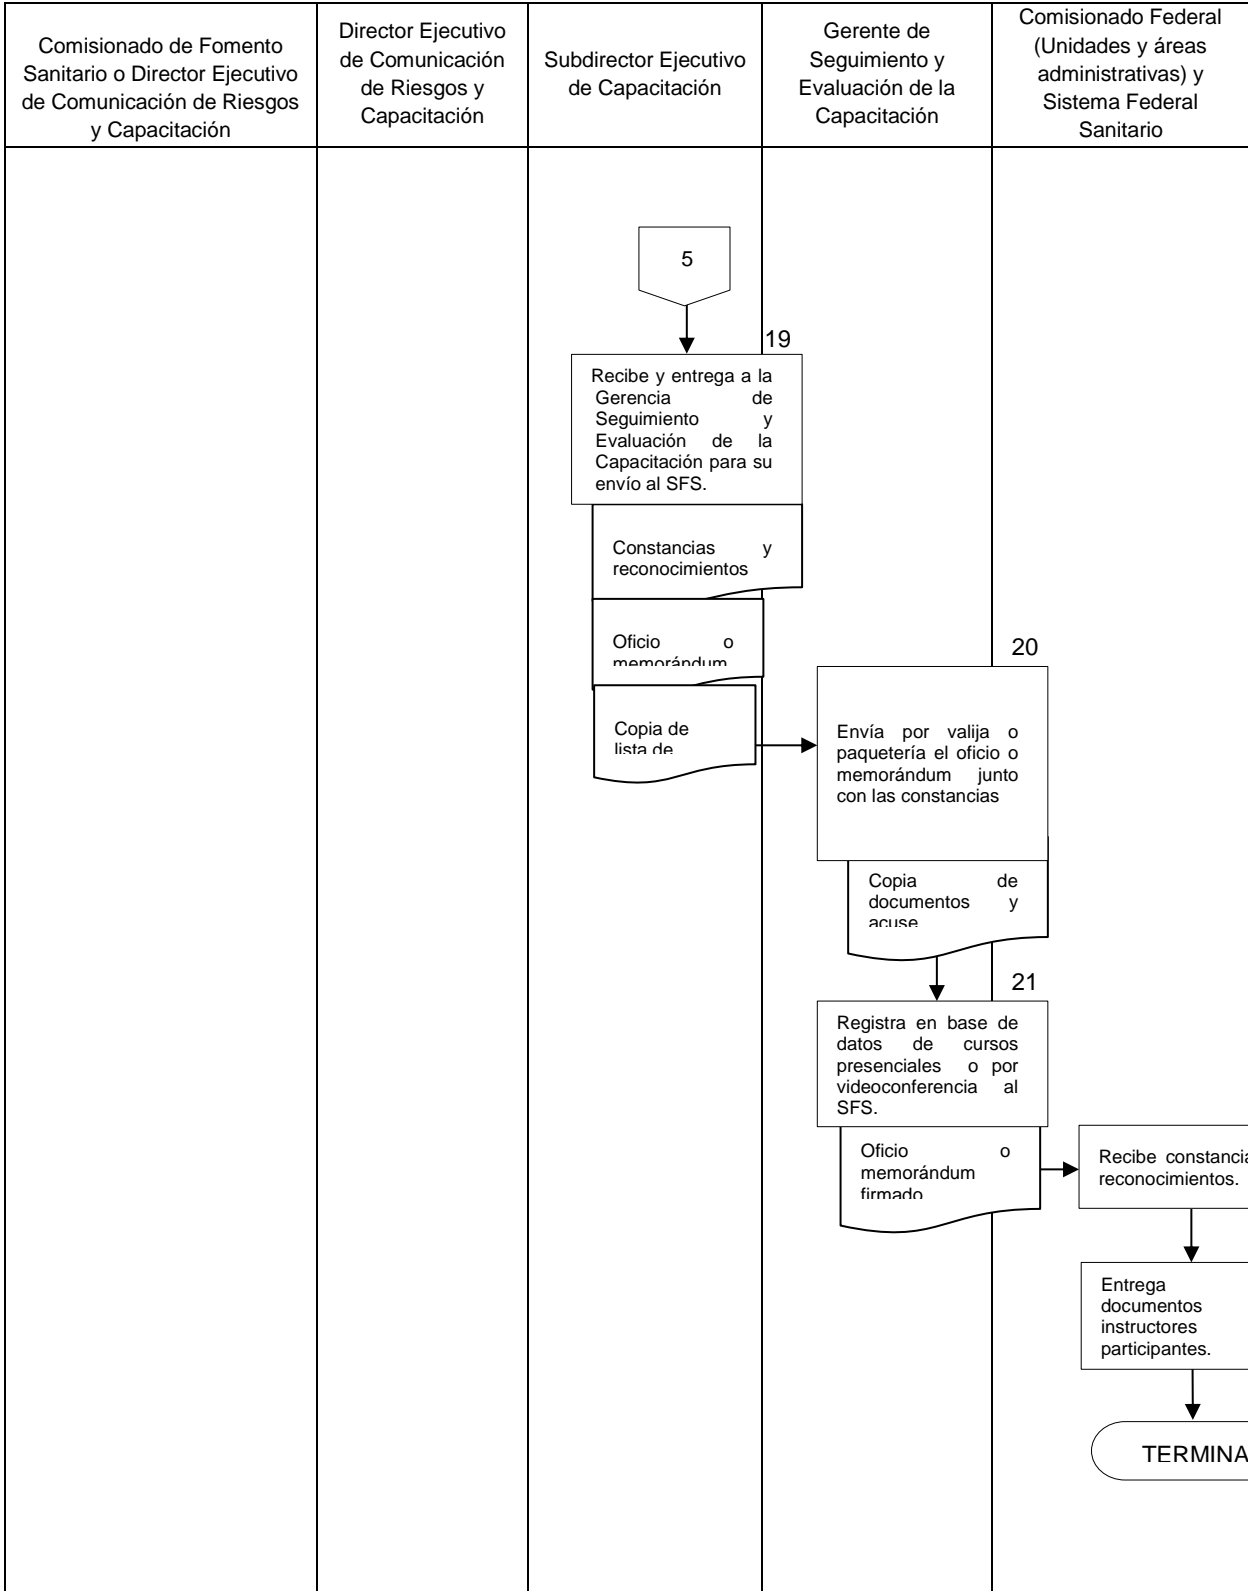 Comisionado de Fomento
Sanitario o Director Ejecutivo
de Comunicación de Riesgos
y Capacitación
Director Ejecutivo
de Comunicación
de Riesgos y
Capacitación
Subdirector Ejecutivo
de Capacitación
Gerente de
Seguimiento y
Evaluación de la
Capacitación
Comisionado Federal
(Unidades y áreas
administrativas) y
Sistema Federal
Sanitario
5
19
Recibe y entrega a la
Gerencia de
Seguimiento y
Evaluación de la
Capacitación para su
envío al SFS.
Constancias y
reconocimientos
Oficio o
memorándum
Copia de
lista de
20
Envía por valija o
paquetería el oficio o
memorándum junto
con las constancias
Copia de
documentos y
acuse
21
Registra en base de
datos de cursos
presenciales o por
videoconferencia al
SFS.
Oficio o
memorándum
firmado
Recibe constancia
reconocimientos.
Entrega
documentos
instructores
participantes.
TERMINA